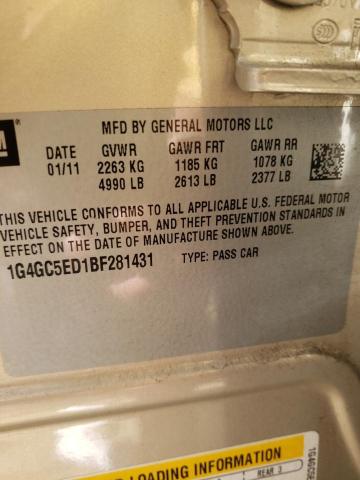 GM
MFD BY GENERAL MOTORS LLC
DATE GVWR GAWR FRT GAWR RR
01/11 2263 KG 1185 KG 1078 KG
4990 LB 2613 LB 2377 LB
THIS VEHICLE CONFORMS TO ALL APPLICABLE U.S. FEDERAL MOTOR
VEHICLE SAFETY, BUMPER, AND THEFT PREVENTION STANDARDS
EFFECT ON THE DATE OF MANUFACTURE SHOWN ABOVE.
1G4GC5ED1BF281431 TYPE: PASS CAR
LOADING INFORMATION
REAR 3
1G4GC5E